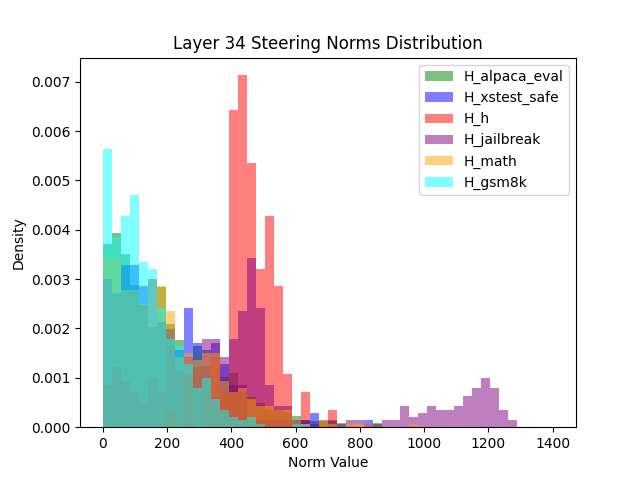 Layer 34 Steering Norms Distribution
H_alpaca_eval
H_xstest_safe
H_h
H_jailbreak
H_math
H_gsm8k
Density
0.007
0.006
0.005
0.004
0.003
0.002
0.001
0.000
0 200 400 600 800 1000 1200 1400
Norm Value